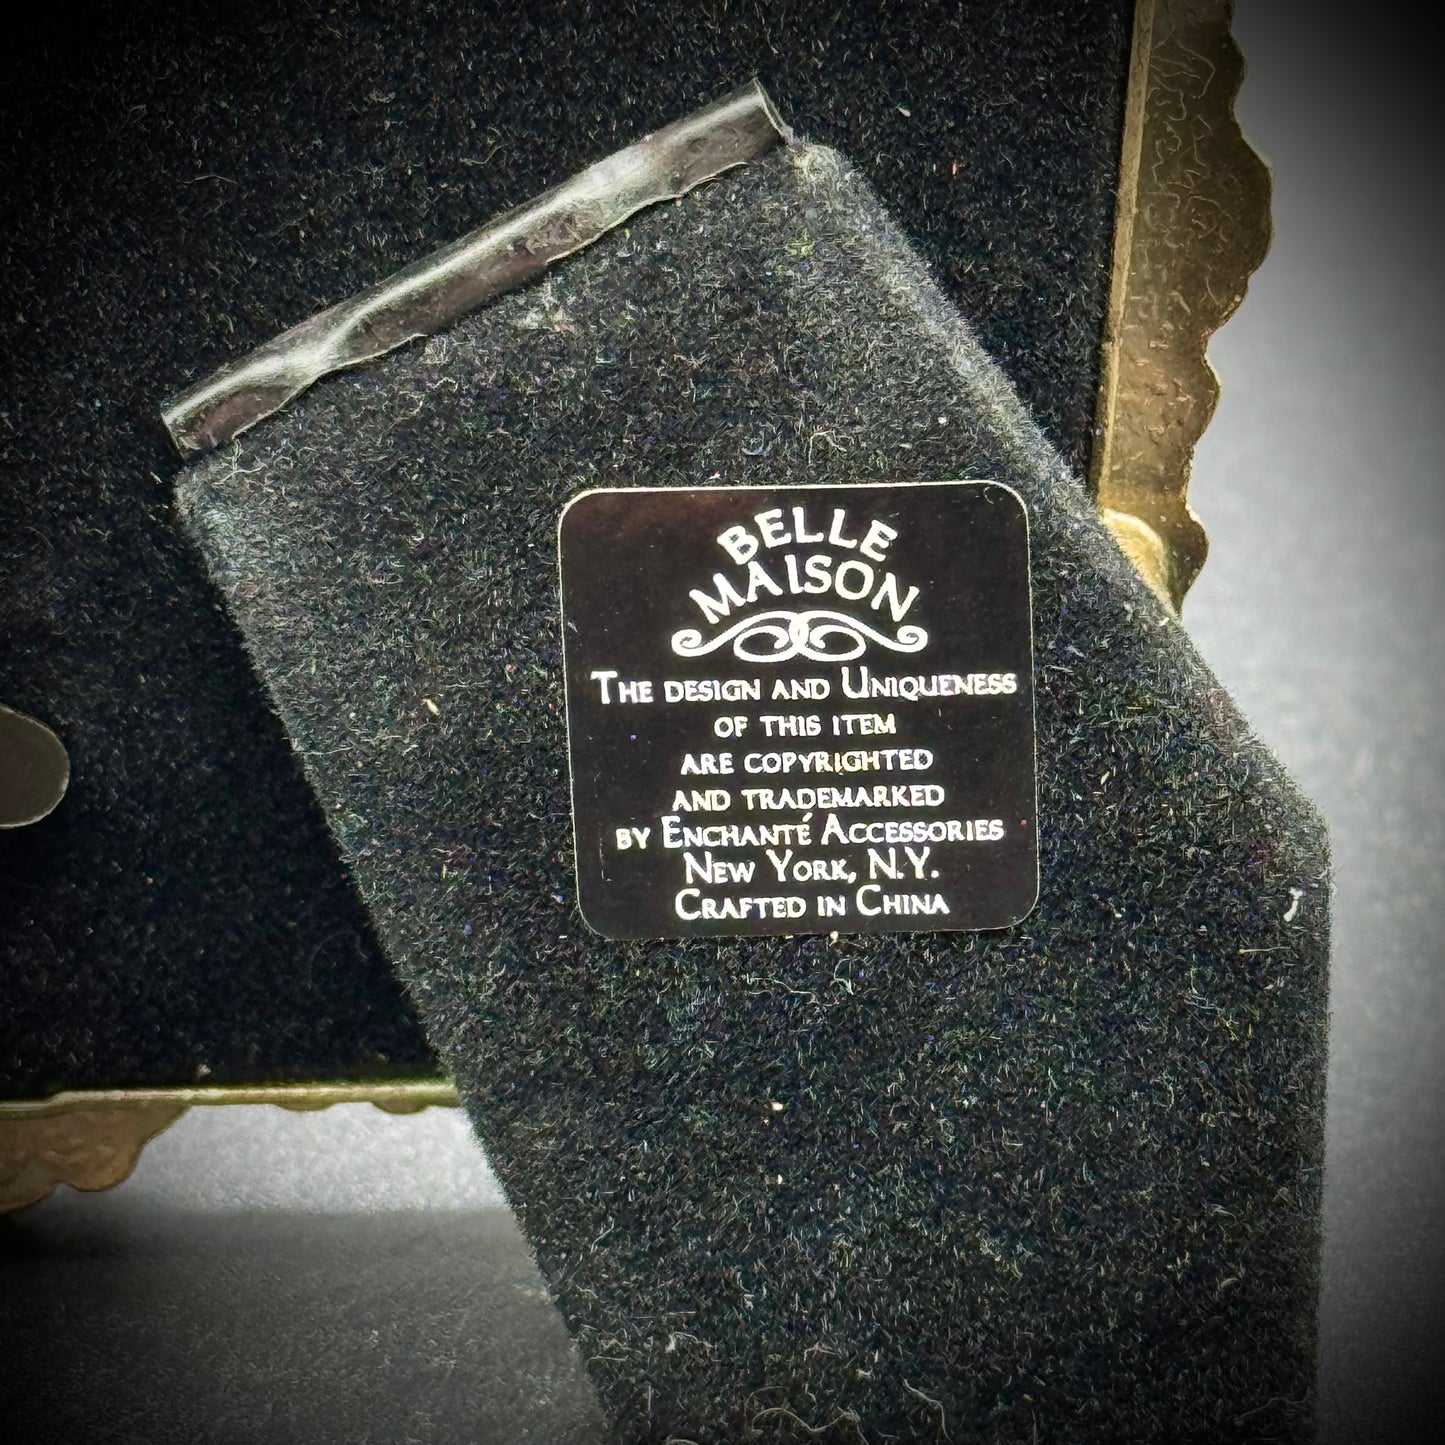 BELLE
MAISON
THE DESIGN AND UNIQUENESS
OF THIS ITEM
ARE COPYRIGHTED
AND TRADEMARKED
BY ENCHANTÉ ACCESSORIES
NEW YORK, N.Y.
CRAFTED IN CHINA